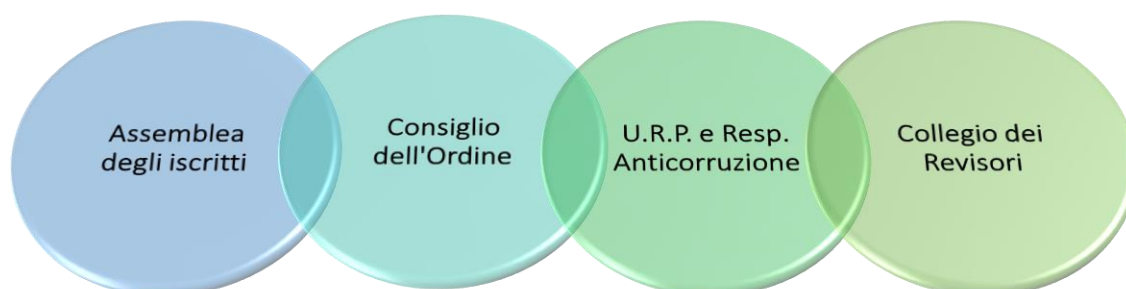 Assemblea
degli iscritti
Consiglio
dell'Ordine
U.R.P. e Resp.
Anticorruzione
Collegio dei
Revisori